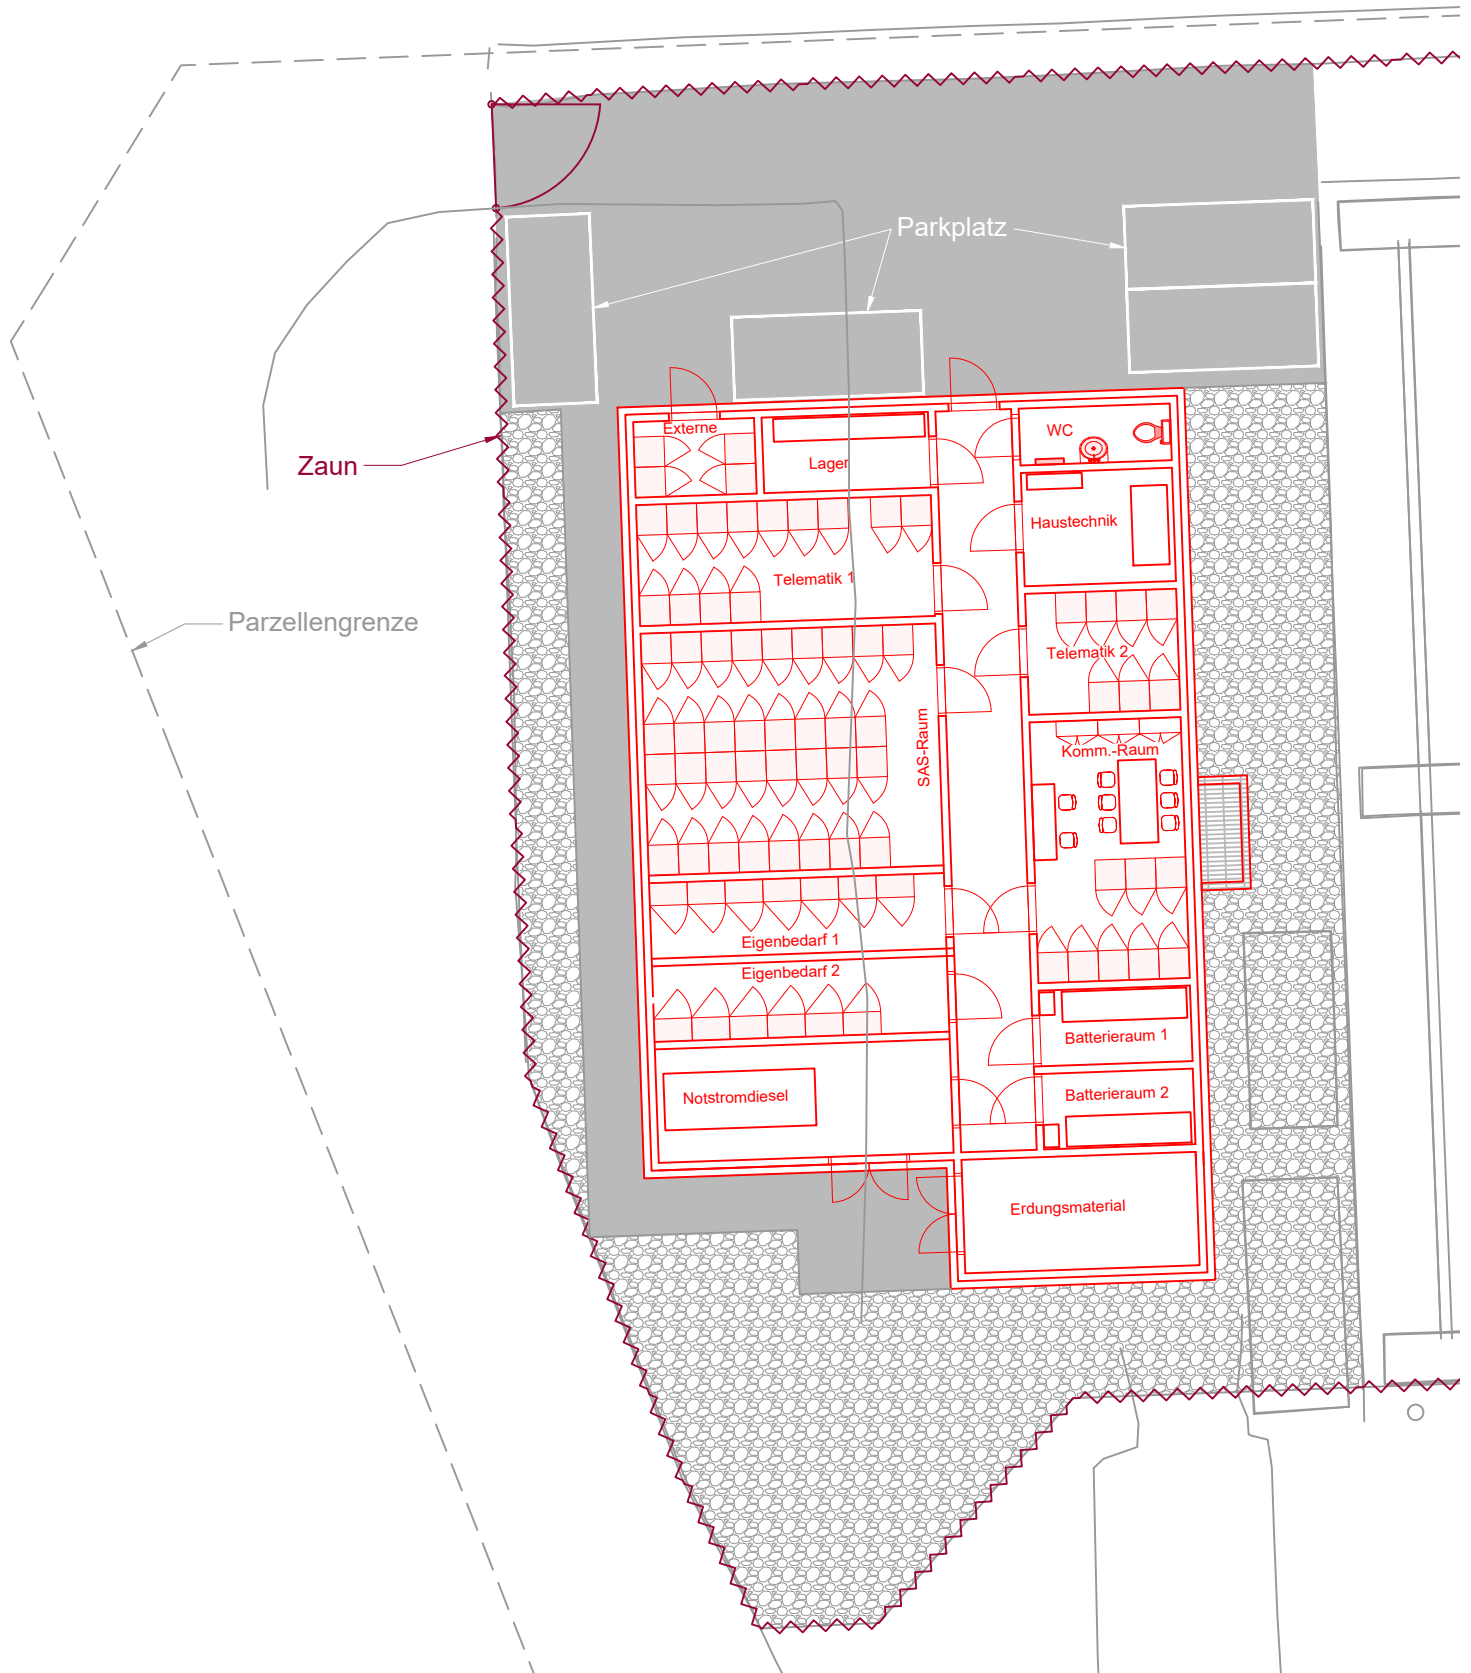 Parkplatz
Externe
WC
Lager
Zaun
Haustechnik
Telematik 1
Parzellengrenze
Telematik 2
SAS-Raum
Komm.-Raum
Eigenbedarf 1
Eigenbedarf 2
Batterieraum 1
Notstromdiesel
Batterieraum 2
Erdungsmaterial